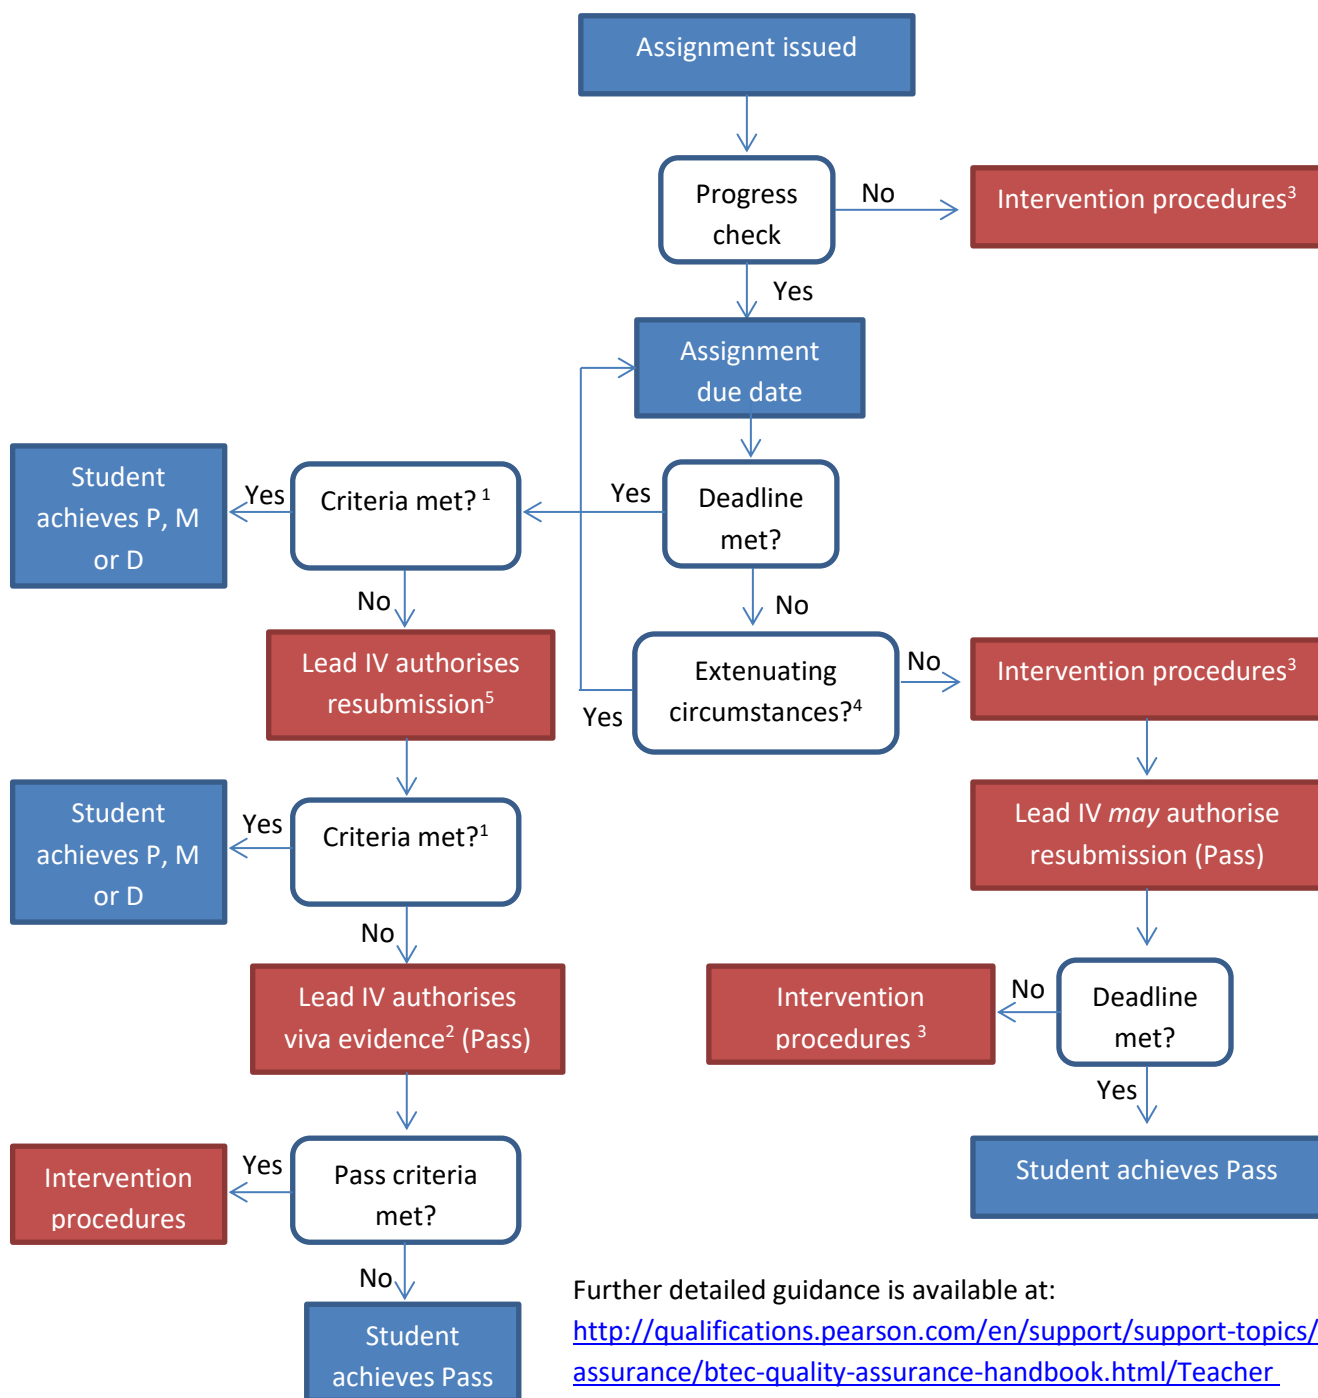 Assignment issued
Progress
check
No
Intervention procedures³
Yes
Assignment
due date
Student
achieves P, M
or D
Yes
Criteria met? ¹
Yes
Deadline
met?
No
No
Lead IV authorises
resubmission⁵
Extenuating
circumstances?⁴
Yes
No
Intervention procedures³
Student
achieves P, M
or D
Yes
Criteria met?¹
Lead IV may authorise
resubmission (Pass)
No
Lead IV authorises
viva evidence² (Pass)
Intervention
procedures ³
No
Deadline
met?
Yes
Intervention
procedures
Yes
Pass criteria
met?
Student achieves Pass
No
Student
achieves Pass
Further detailed guidance is available at:
http://qualifications.pearson.com/en/support/support-topics/
assurance/btec-quality-assurance-handbook.html/Teacher